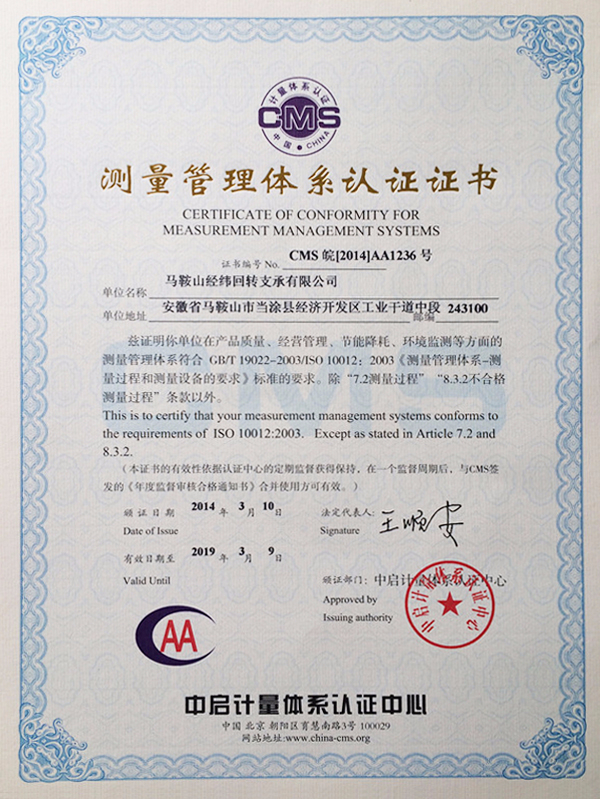 计量体系认证
CMS
中国 ● CHINA
测量管理体系认证证书
CERTIFICATE OF CONFORMITY FOR
MEASUREMENT MANAGEMENT SYSTEMS
证书编号 No. CMS 皖[2014]AA1236 号
单位名称 马鞍山经纬回转支承有限公司
单位地址 安徽省马鞍山市当涂县经济开发区工业干道中段 邮编 243100
兹证明你单位在产品质量、经营管理、节能降耗、环境监测等方面的
测量管理体系符合 GB/T 19022-2003/ISO 10012：2003《测量管理体系-测
量过程和测量设备的要求》标准的要求。除“7.2测量过程”“8.3.2不合格
测量过程”条款以外。
This is to certify that your measurement management systems conforms to
the requirements of ISO 10012:2003. Except as stated in Article 7.2 and
8.3.2.
（本证书的有效性依据认证中心的定期监督获得保持，在一个监督周期后，与CMS签
发的《年度监督审核合格通知书》合并使用方可有效。）
颁证日期 2014 年 3 月 10 日
Date of Issue
法定代表人:
Signature 王顺安
有效日期至 2019 年 3 月 9 日
Valid Until
颁证部门: 中启计量体系认证中心
Approved by
Issuing authority
中启计量体系认证中心
CAA
中启计量体系认证中心
中国 北京 朝阳区育慧南路3号 100029
网站地址:www.china-cms.org